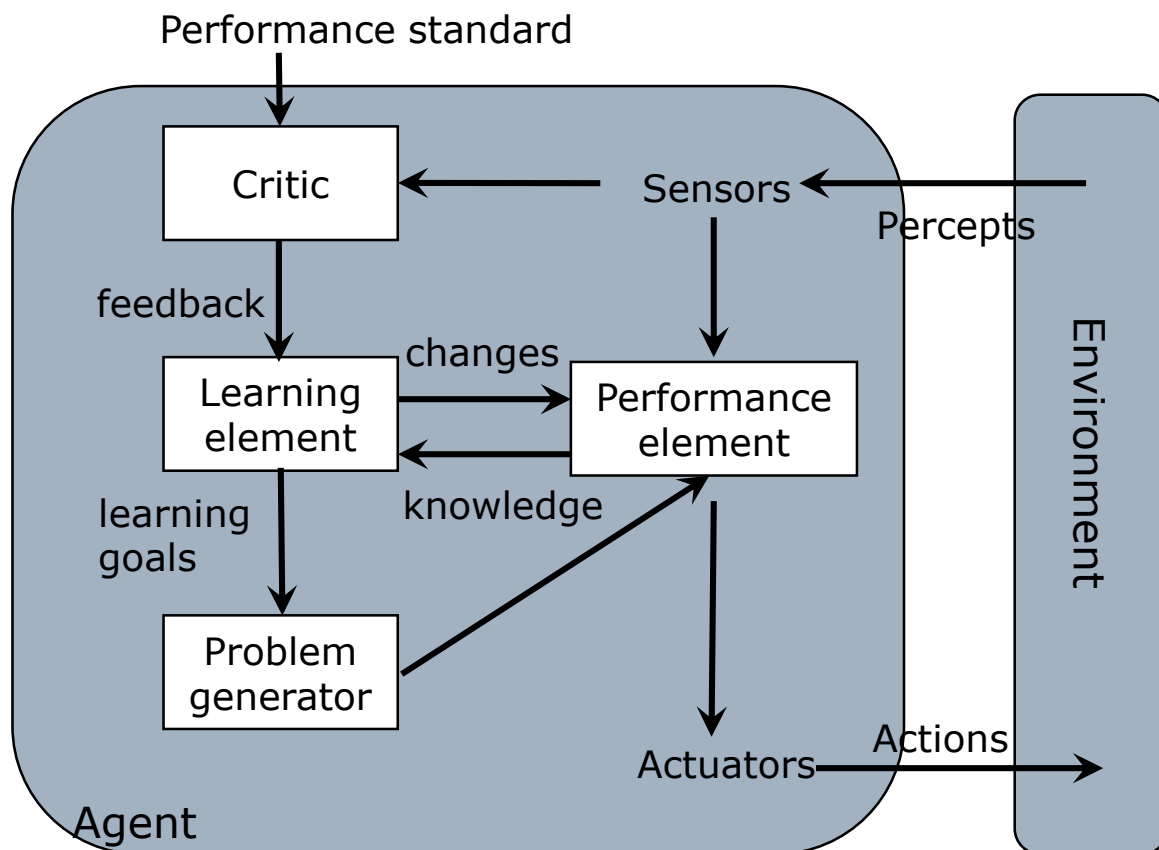 Performance standard
Critic
Sensors
Percepts
feedback
changes
Learning
element
Performance
element
Environment
knowledge
learning
goals
Problem
generator
Actions
Actuators
Agent